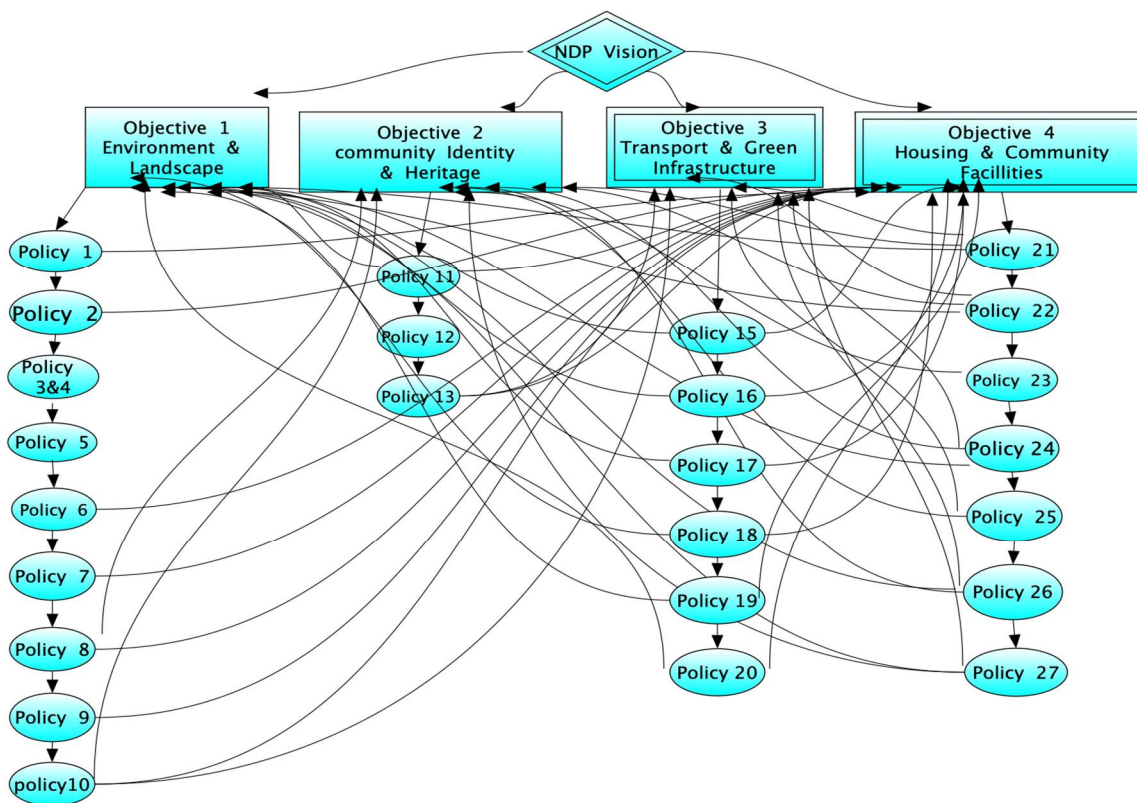 NDP Vision
Objective 1
Environment &
Landscape
Objective 2
community Identity
& Heritage
Objective 3
Transport & Green
Infrastructure
Objective 4
Housing & Community
Facillities
Policy 1
Policy 2
Policy
3&4
Policy 5
Policy 6
Policy 7
Policy 8
Policy 9
policy10
Policy 11
Policy 12
Policy 13
Policy 15
Policy 16
Policy 17
Policy 18
Policy 19
Policy 20
Policy 21
Policy 22
Policy 23
Policy 24
Policy 25
Policy 26
Policy 27